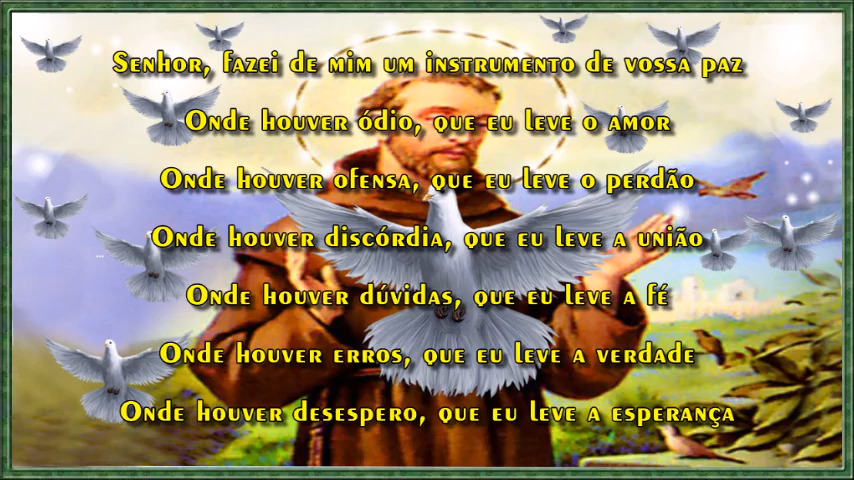 Senhor, fazei de mim um instrumento de vossa paz
Onde houver ódio, que eu leve o amor
Onde houver ofensa, que eu leve o perdão
Onde houver discórdia, que eu leve a união
Onde houver dúvidas, que eu leve a fé
Onde houver erros, que eu leve a verdade
Onde houver desespero, que eu leve a esperança